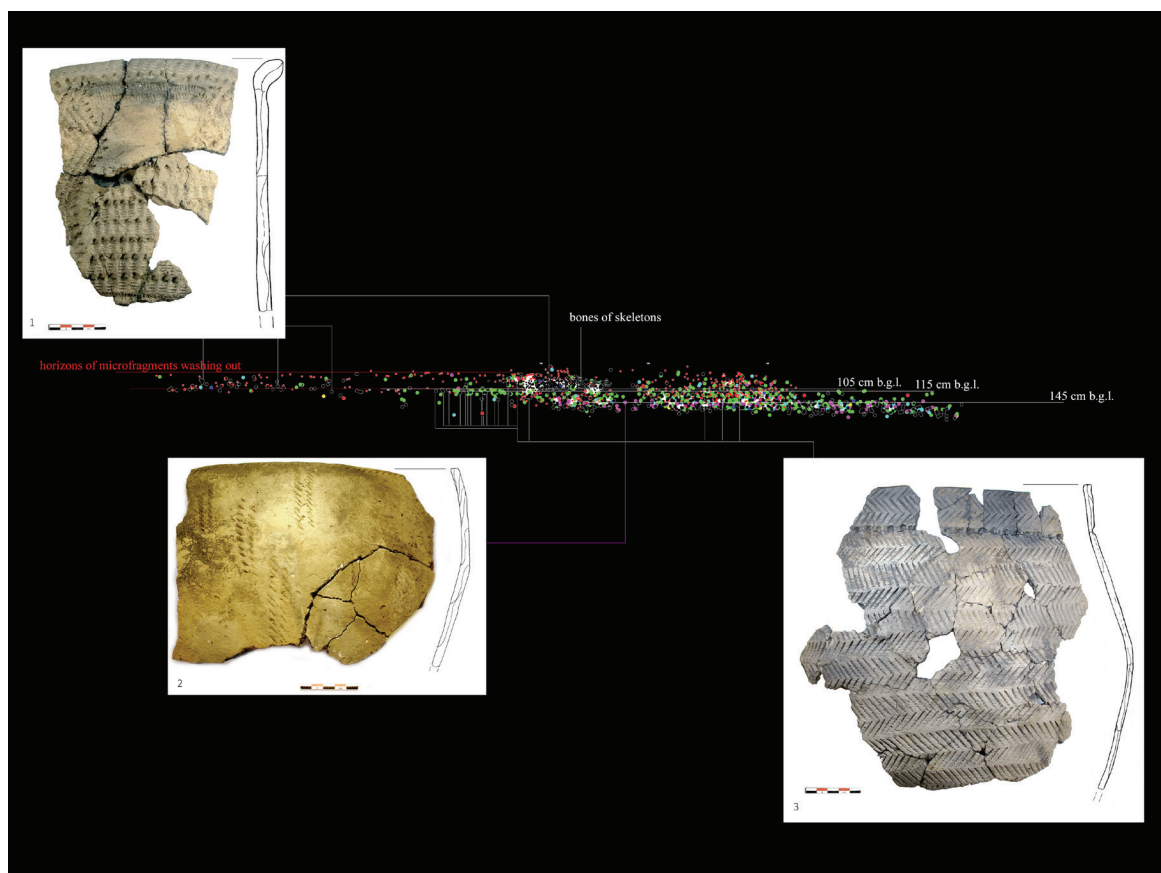 1
bones of skeletons
horizons of microfragments washing out
105 cm b.g.l.
115 cm b.g.l.
145 cm b.g.l.
2
3